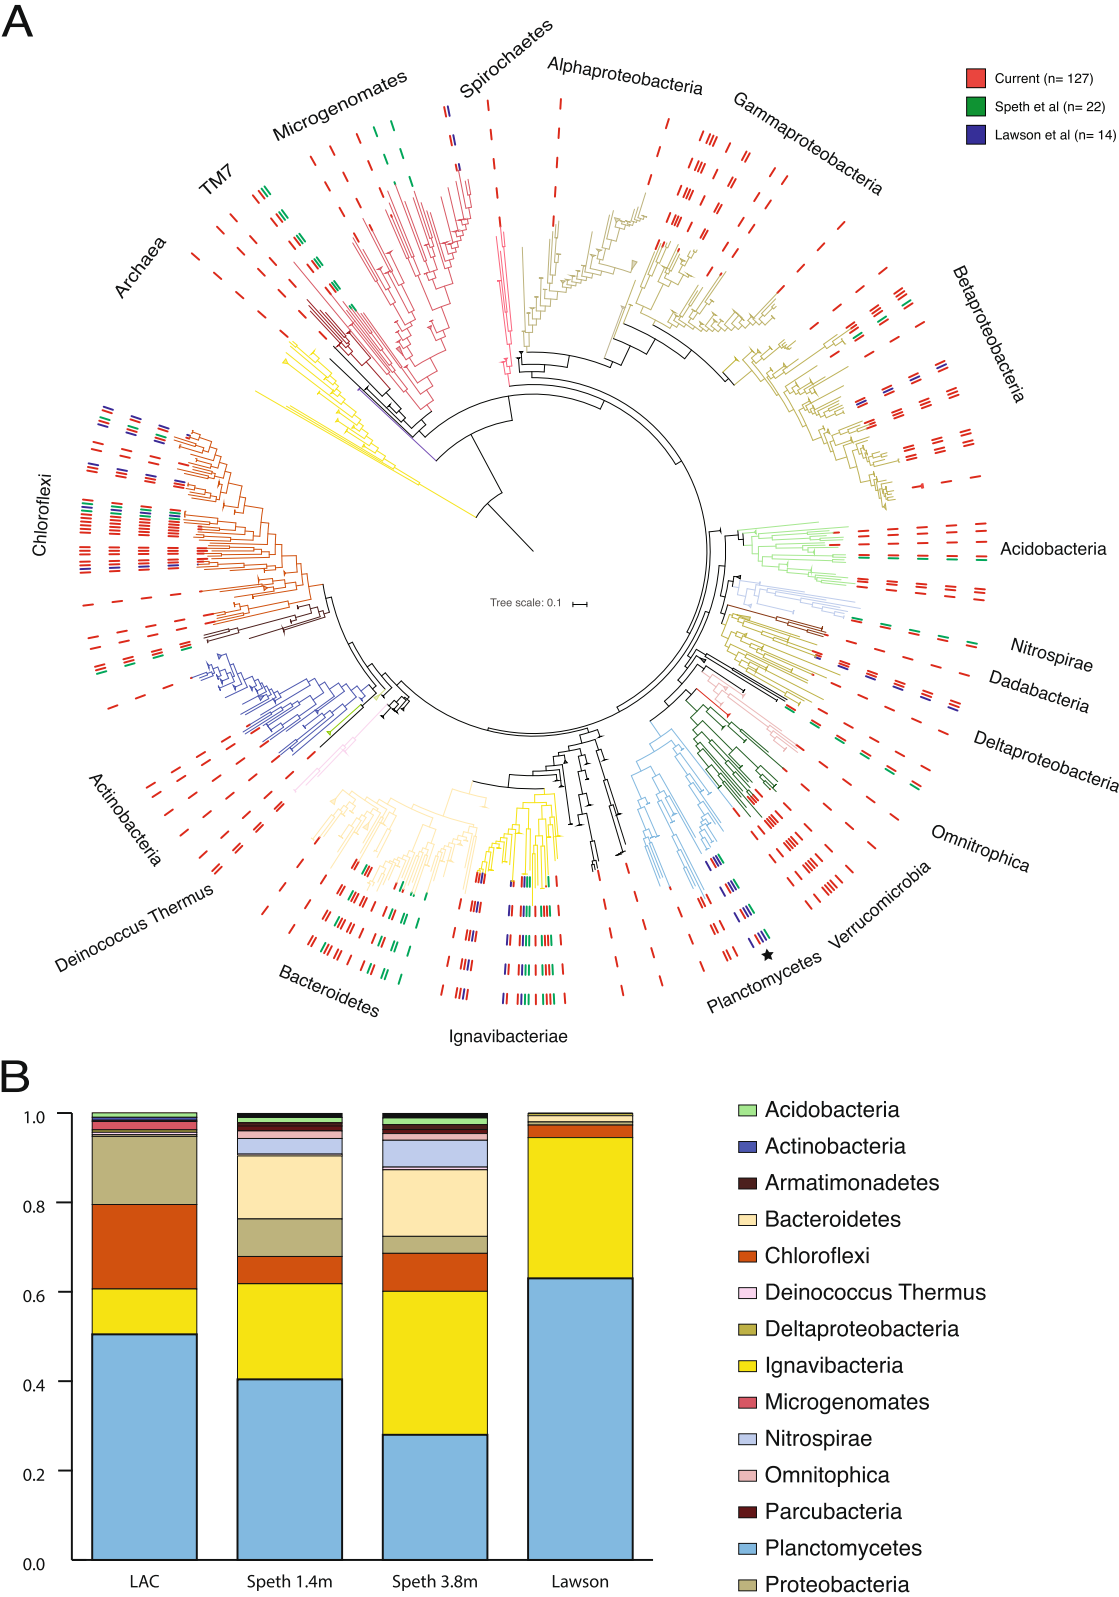 A
Spirochaetes
Alphaproteobacteria
Microgenomates
Gammaproteobacteria
Current (n= 127)
Speth et al (n= 22)
Lawson et al (n= 14)
TM7
Archaea
Betaproteobacteria
Chloroflexi
Acidobacteria
Tree scale: 0.1
Nitrospirae
Dadabacteria
Deltaproteobacteria
Actinobacteria
Omnitrophica
Deinococcus Thermus
Verrucomicrobia
Planctomycetes
Bacteroidetes
Ignavibacteriae
B
1.0
0.8
0.6
0.4
0.2
0.0
LAC
Speth 1.4m
Speth 3.8m
Lawson
Acidobacteria
Actinobacteria
Armatimonadetes
Bacteroidetes
Chloroflexi
Deinococcus Thermus
Deltaproteobacteria
Ignavibacteria
Microgenomates
Nitrospirae
Omnitophica
Parcubacteria
Planctomycetes
Proteobacteria